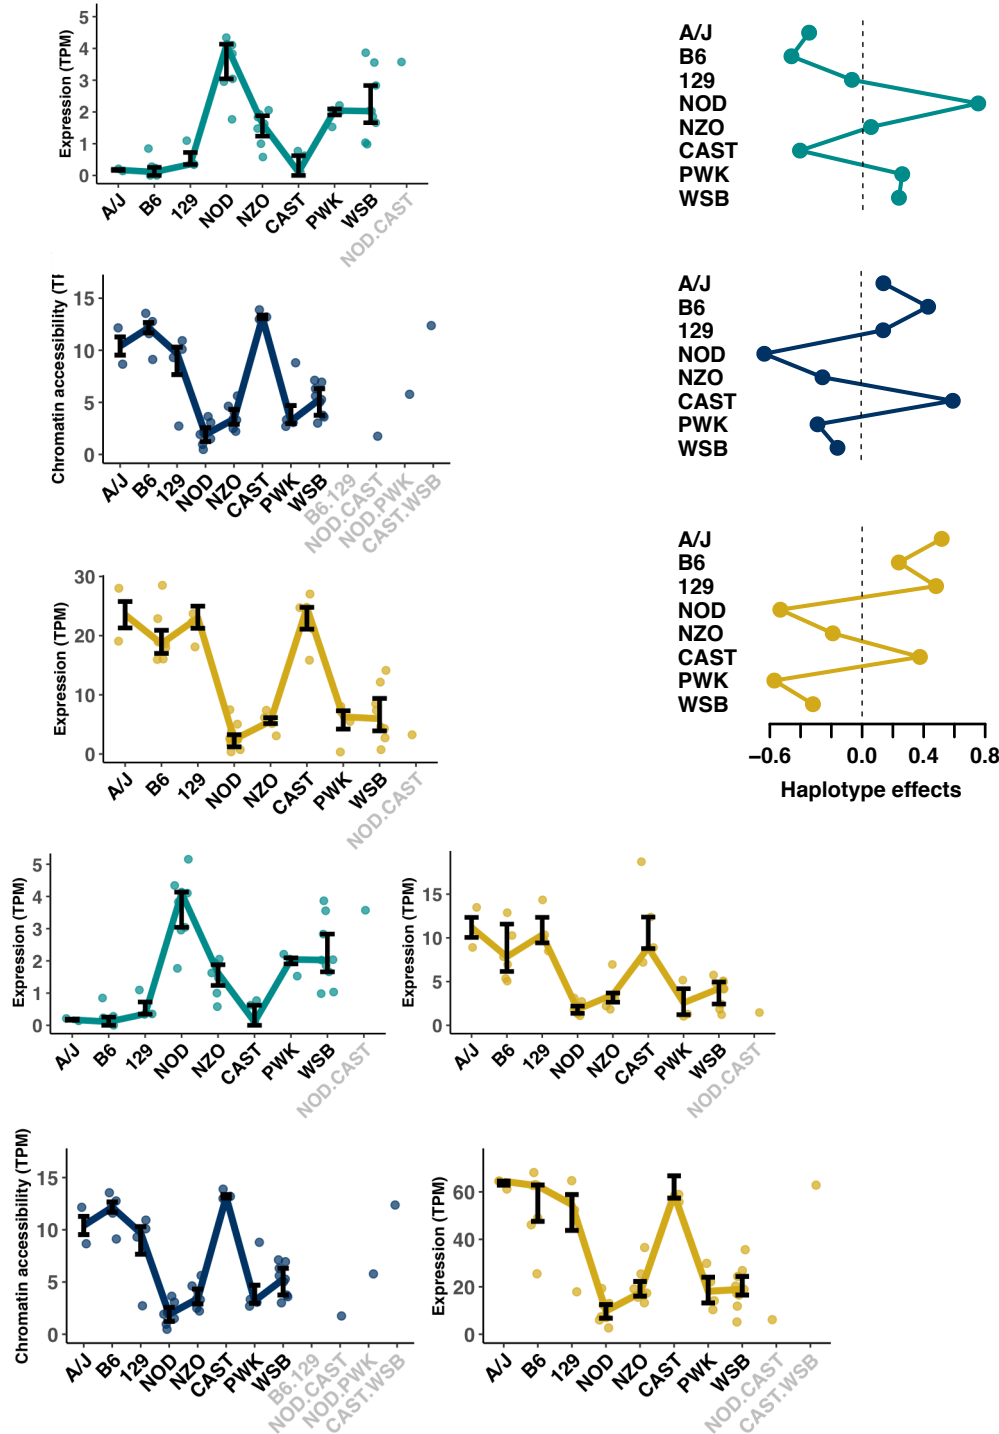 Expression (TPM)
5
4
3
2
1
0
A/J
B6
129
NOD
NZO
CAST
PWK
WSB
NOD.CAST
A/J
B6
129
NOD
NZO
CAST
PWK
WSB
Chromatin accessibility (TI
15
10
5
0
A/J
B6
129
NOD
NZO
CAST
PWK
WSB
B6.129
NOD.CAST
NOD.PWK
CAST.WSB
A/J
B6
129
NOD
NZO
CAST
PWK
WSB
Expression (TPM)
30
20
10
0
A/J
B6
129
NOD
NZO
CAST
PWK
WSB
NOD.CAST
A/J
B6
129
NOD
NZO
CAST
PWK
WSB
−0.6 0.0 0.4 0.8
Haplotype effects
Expression (TPM)
5
4
3
2
1
0
A/J
B6
129
NOD
NZO
CAST
PWK
WSB
NOD.CAST
Expression (TPM)
15
10
5
0
A/J
B6
129
NOD
NZO
CAST
PWK
WSB
NOD.CAST
Chromatin accessibility (TPM)
15
10
5
0
A/J
B6
129
NOD
NZO
CAST
PWK
WSB
B6.129
NOD.CAST
NOD.PWK
CAST.WSB
Expression (TPM)
60
40
20
0
A/J
B6
129
NOD
NZO
CAST
PWK
WSB
NOD.CAST
CAST.WSB